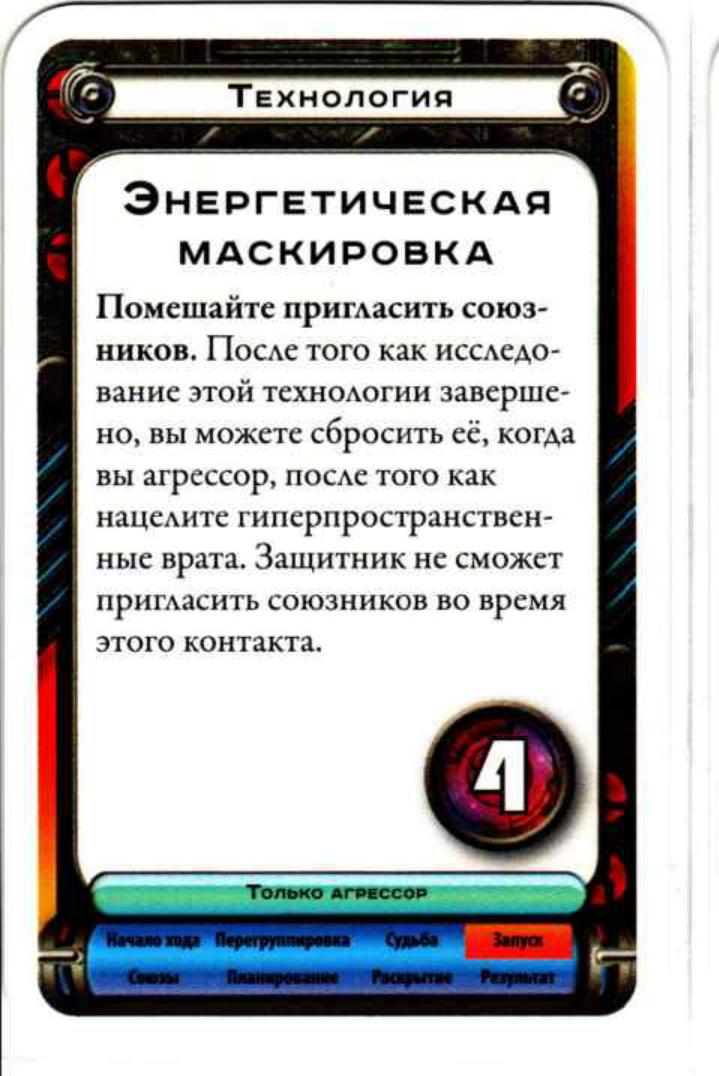 Технология
Энергетическая
маскировка
Помешайте пригласить союз-
ников. После того как исследо-
вание этой технологии заверше-
но, вы можете сбросить её, когда
вы агрессор, после того как
нацелите гиперпространствен-
ные врата. Защитник не сможет
пригласить союзников во время
этого контакта.
4
Только агрессор
Начало хода Перегруппировка Судьба Запуск
Союзы Планирование Раскрытие Результат